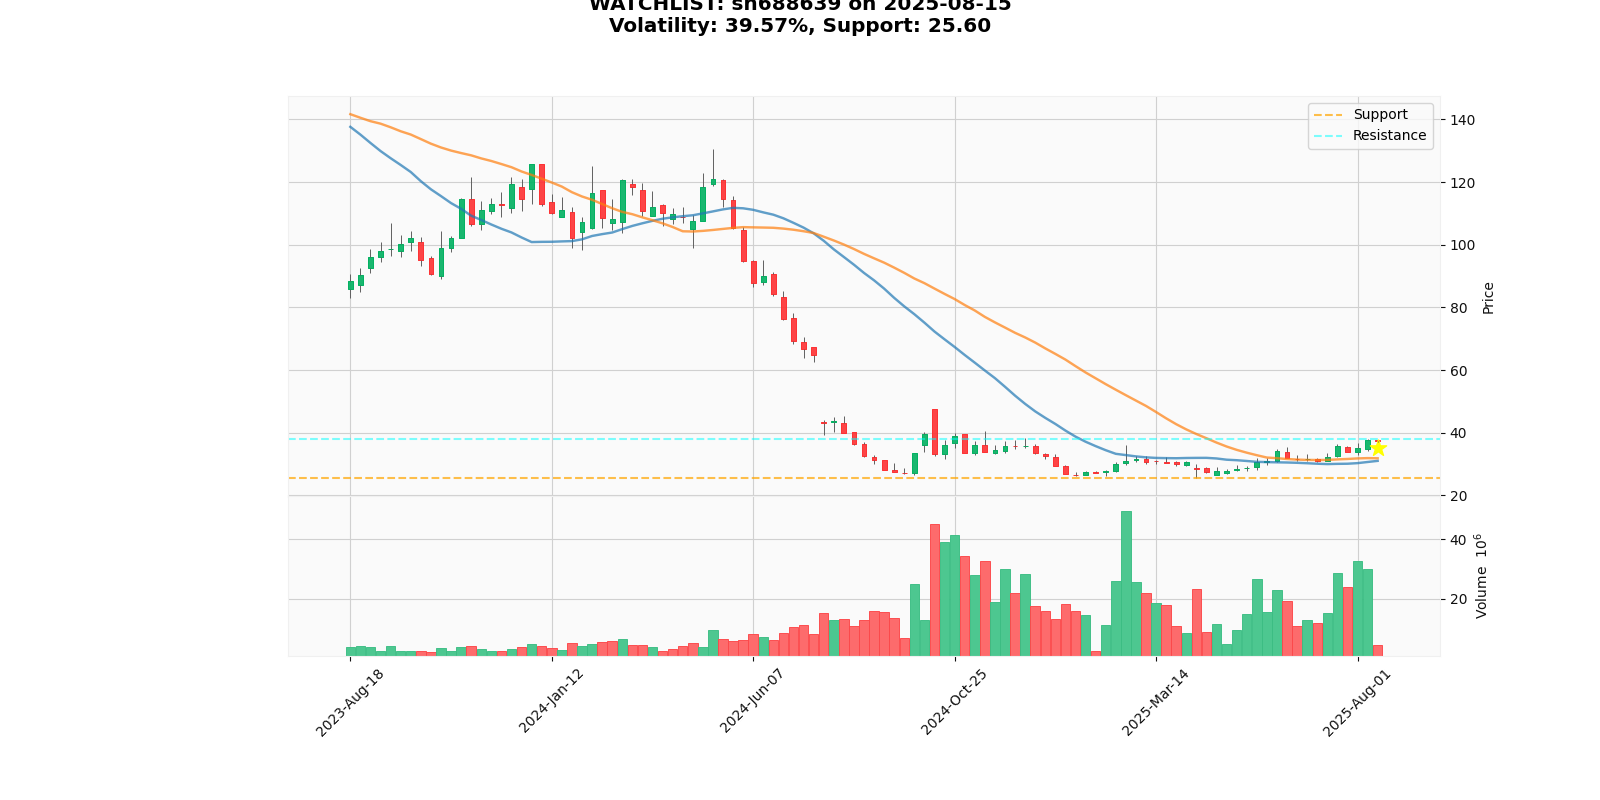 WATCHLIST: sh688639 on 2025-08-15
Volatility: 39.57%, Support: 25.60
Support
Resistance
140
120
100
80
60
40
20
Price
40
20
Volume 10⁶
2023-Aug-18
2024-Jan-12
2024-Jun-07
2024-Oct-25
2025-Mar-14
2025-Aug-01